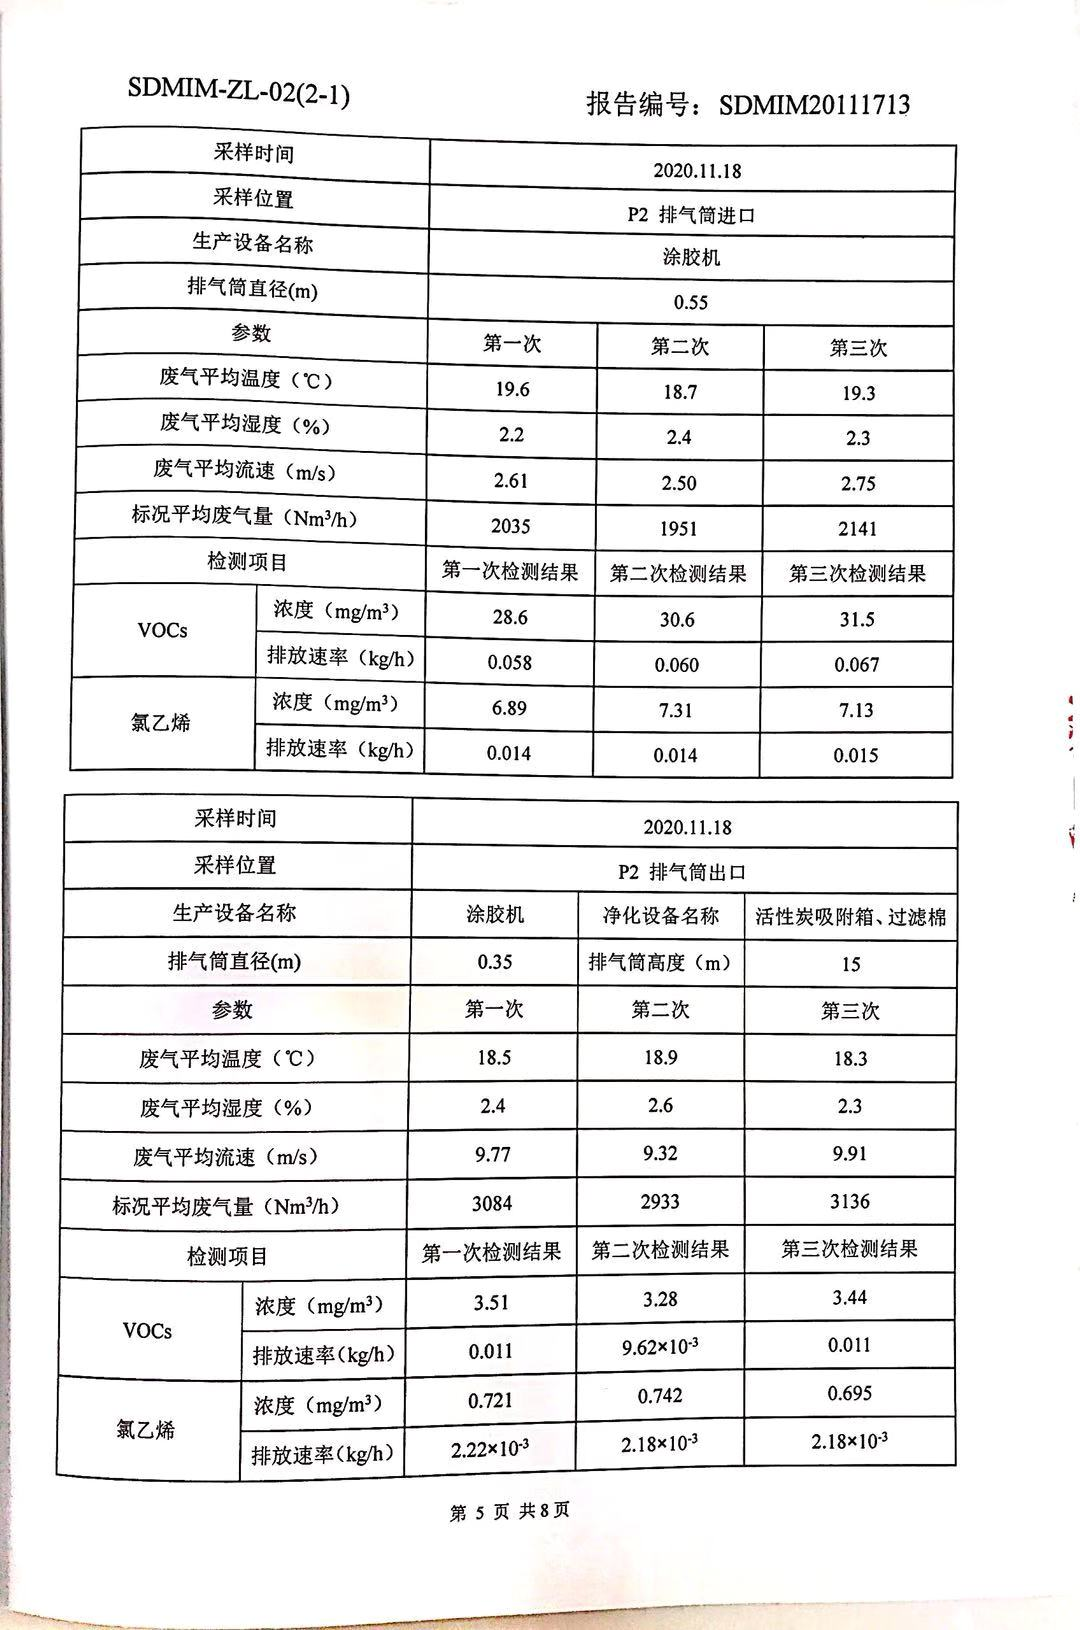 SDMIM-ZL-02(2-1)
报告编号：SDMIM20111713
采样时间 2020.11.18
采样位置 P2 排气筒进口
生产设备名称 涂胶机
排气筒直径(m) 0.55
参数 第一次 第二次 第三次
废气平均温度（℃） 19.6 18.7 19.3
废气平均湿度（%） 2.2 2.4 2.3
废气平均流速（m/s） 2.61 2.50 2.75
标况平均废气量（Nm³/h） 2035 1951 2141
检测项目 第一次检测结果 第二次检测结果 第三次检测结果
VOCs 浓度（mg/m³） 28.6 30.6 31.5
排放速率（kg/h） 0.058 0.060 0.067
氯乙烯 浓度（mg/m³） 6.89 7.31 7.13
排放速率（kg/h） 0.014 0.014 0.015
采样时间 2020.11.18
采样位置 P2 排气筒出口
生产设备名称 涂胶机 净化设备名称 活性炭吸附箱、过滤棉
排气筒直径(m) 0.35 排气筒高度（m） 15
参数 第一次 第二次 第三次
废气平均温度（℃） 18.5 18.9 18.3
废气平均湿度（%） 2.4 2.6 2.3
废气平均流速（m/s） 9.77 9.32 9.91
标况平均废气量（Nm³/h） 3084 2933 3136
检测项目 第一次检测结果 第二次检测结果 第三次检测结果
VOCs 浓度（mg/m³） 3.51 3.28 3.44
排放速率(kg/h) 0.011 9.62×10⁻³ 0.011
氯乙烯 浓度（mg/m³） 0.721 0.742 0.695
排放速率(kg/h) 2.22×10⁻³ 2.18×10⁻³ 2.18×10⁻³
第 5 页 共8页